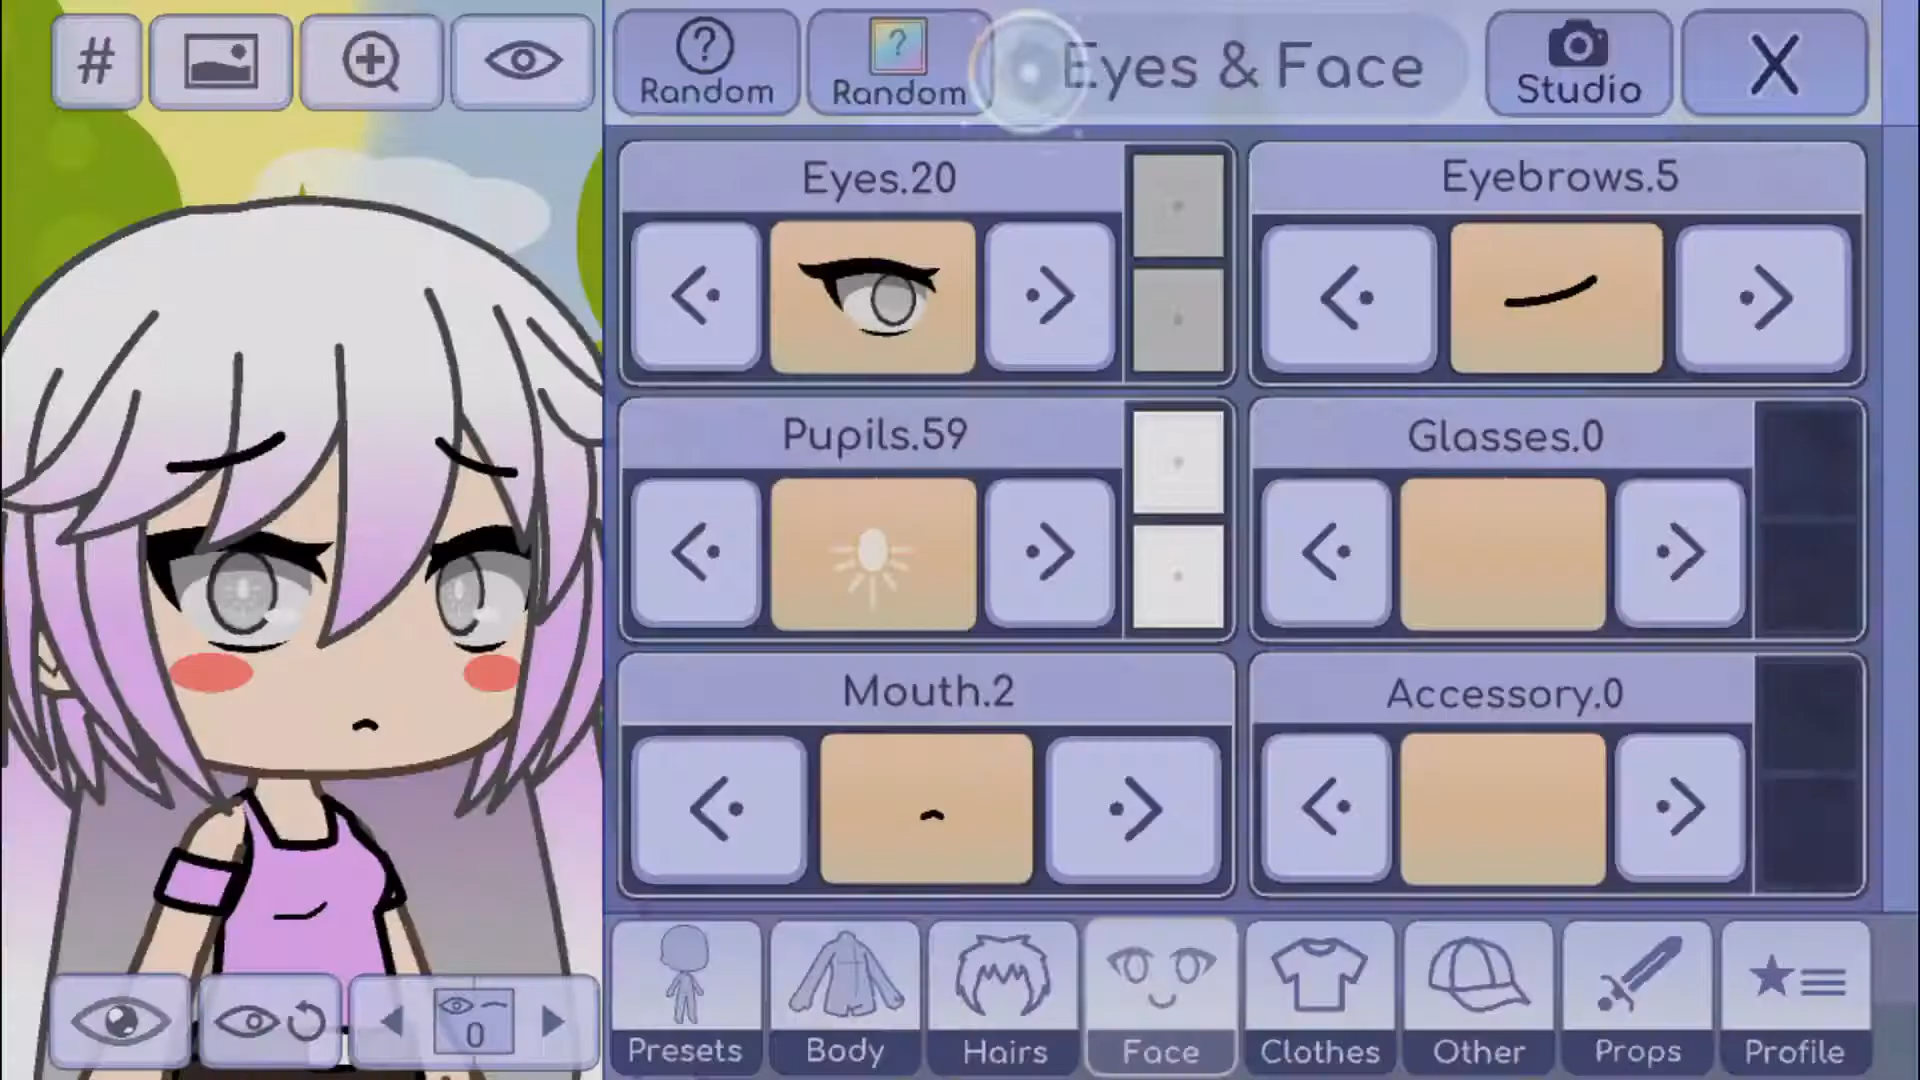 #
?
Random
?
Random
Eyes & Face
Studio
X
Eyes.20
Eyebrows.5
Pupils.59
Glasses.0
Mouth.2
Accessory.0
0
Presets
Body
Hairs
Face
Clothes
Other
Props
Profile